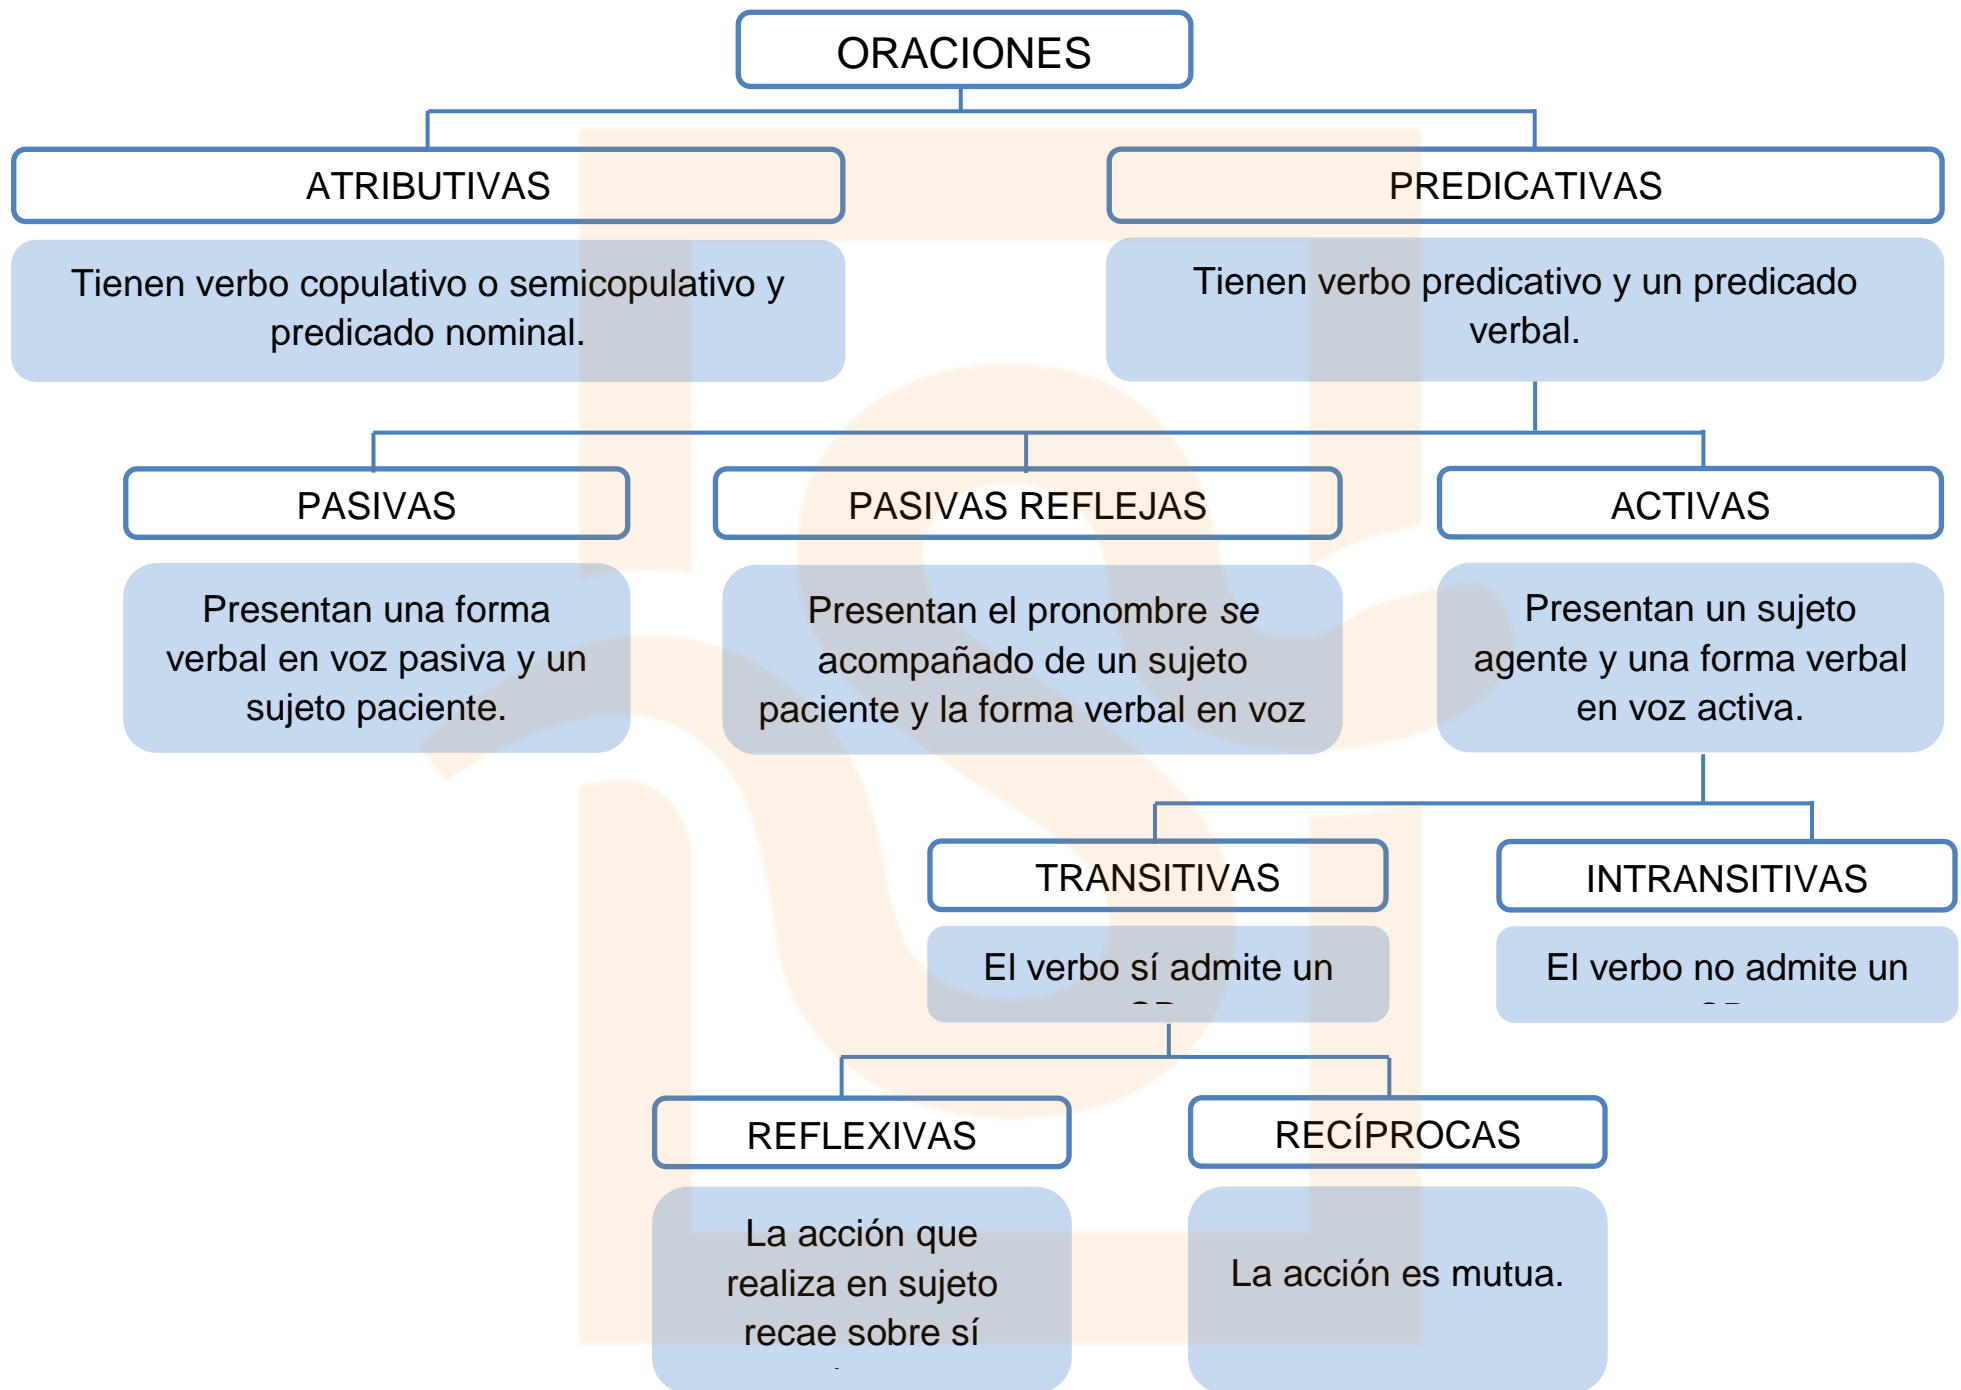 ORACIONES
ATRIBUTIVAS
PREDICATIVAS
Tienen verbo copulativo o semicopulativo y
predicado nominal.
Tienen verbo predicativo y un predicado
verbal.
PASIVAS
PASIVAS REFLEJAS
ACTIVAS
Presentan una forma
verbal en voz pasiva y un
sujeto paciente.
Presentan el pronombre se
acompañado de un sujeto
paciente y la forma verbal en voz
Presentan un sujeto
agente y una forma verbal
en voz activa.
TRANSITIVAS
INTRANSITIVAS
El verbo sí admite un
El verbo no admite un
REFLEXIVAS
RECÍPROCAS
La acción que
realiza en sujeto
recae sobre sí
La acción es mutua.